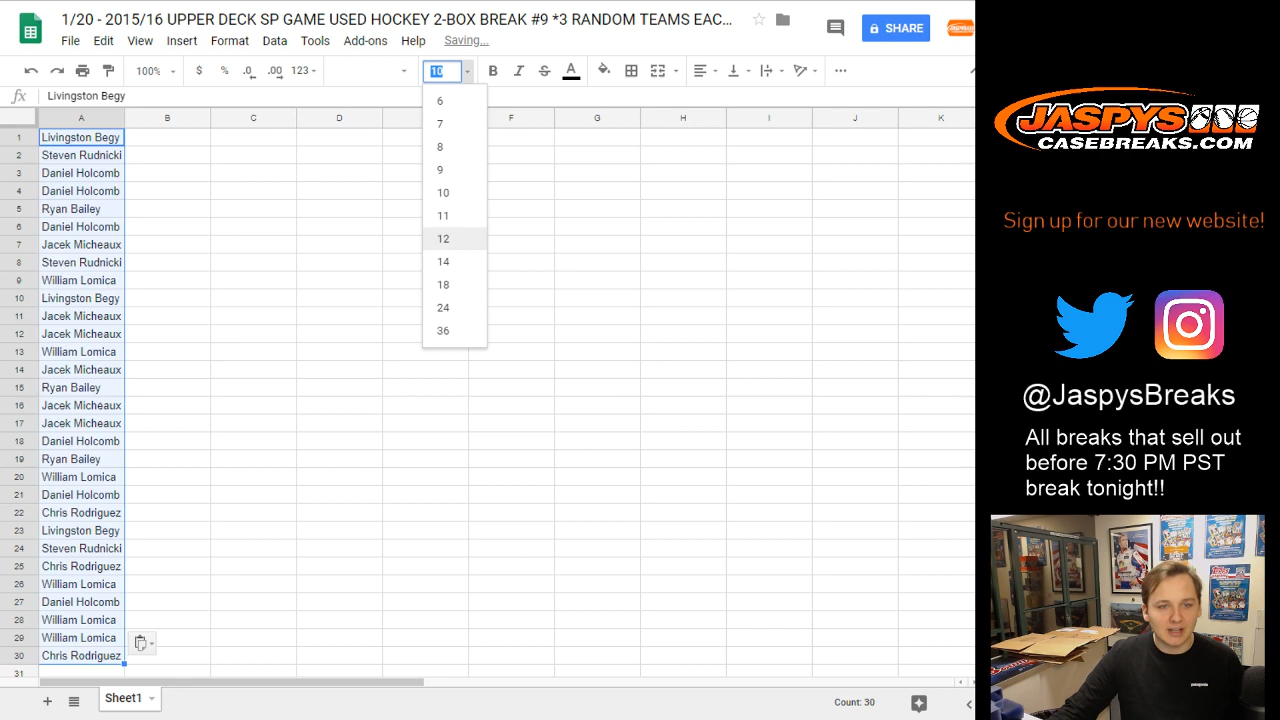 1/20 - 2015/16 UPPER DECK SP GAME USED HOCKEY 2-BOX BREAK #9 *3 RANDOM TEAMS EAC...
File Edit View Insert Format Data Tools Add-ons Help Saving...
SHARE
100% $ % .0 .00 123 10 B I S A
fx Livingston Begy
A B C D F G H I J K
1 Livingston Begy
2 Steven Rudnicki
3 Daniel Holcomb
4 Daniel Holcomb
5 Ryan Bailey
6 Daniel Holcomb
7 Jacek Micheaux
8 Steven Rudnicki
9 William Lomica
10 Livingston Begy
11 Jacek Micheaux
12 Jacek Micheaux
13 William Lomica
14 Jacek Micheaux
15 Ryan Bailey
16 Jacek Micheaux
17 Jacek Micheaux
18 Daniel Holcomb
19 Ryan Bailey
20 William Lomica
21 Daniel Holcomb
22 Chris Rodriguez
23 Livingston Begy
24 Steven Rudnicki
25 Chris Rodriguez
26 William Lomica
27 Daniel Holcomb
28 William Lomica
29 William Lomica
30 Chris Rodriguez
31
6
7
8
9
10
11
12
14
18
24
36
Sheet1
Count: 30
JASPYS
CASEBREAKS.COM
Sign up for our new website!
@JaspysBreaks
All breaks that sell out
before 7:30 PM PST
break tonight!!